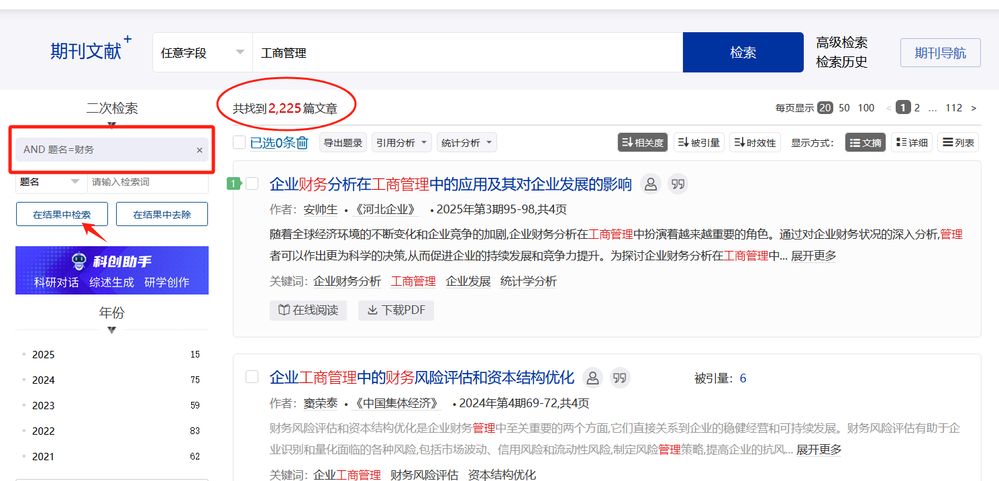 期刊文献+
任意字段 工商管理 检索
高级检索
检索历史
期刊导航
二次检索
AND 题名=财务 ×
题名 请输入检索词
在结果中检索 在结果中去除
科创助手
科研对话 综述生成 研学创作
年份
2025 15
2024 75
2023 59
2022 83
2021 62
共找到2,225篇文章
每页显示 20 50 100 < 1 2 ... 112 >
已选0条 导出题录 引用分析 统计分析 相关度 被引量 时效性 显示方式： 文摘 详细 列表
1 企业财务分析在工商管理中的应用及其对企业发展的影响
作者：安帅生 •《河北企业》 •2025年第3期95-98,共4页
随着全球经济环境的不断变化和企业竞争的加剧,企业财务分析在工商管理中扮演着越来越重要的角色。通过对企业财务状况的深入分析,管理
者可以作出更为科学的决策,从而促进企业的持续发展和竞争力提升。为探讨企业财务分析在工商管理中... 展开更多
关键词：企业财务分析 工商管理 企业发展 统计学分析
在线阅读 下载PDF
企业工商管理中的财务风险评估和资本结构优化 被引量：6
作者：窦荣泰 •《中国集体经济》 •2024年第4期69-72,共4页
财务风险评估和资本结构优化是企业财务管理中至关重要的两个方面,它们直接关系到企业的稳健经营和可持续发展。财务风险评估有助于企
业识别和量化面临的各种风险,包括市场波动、信用风险和流动性风险,制定风险管理策略,提高企业的抗风... 展开更多
关键词：企业工商管理 财务风险评估 资本结构优化